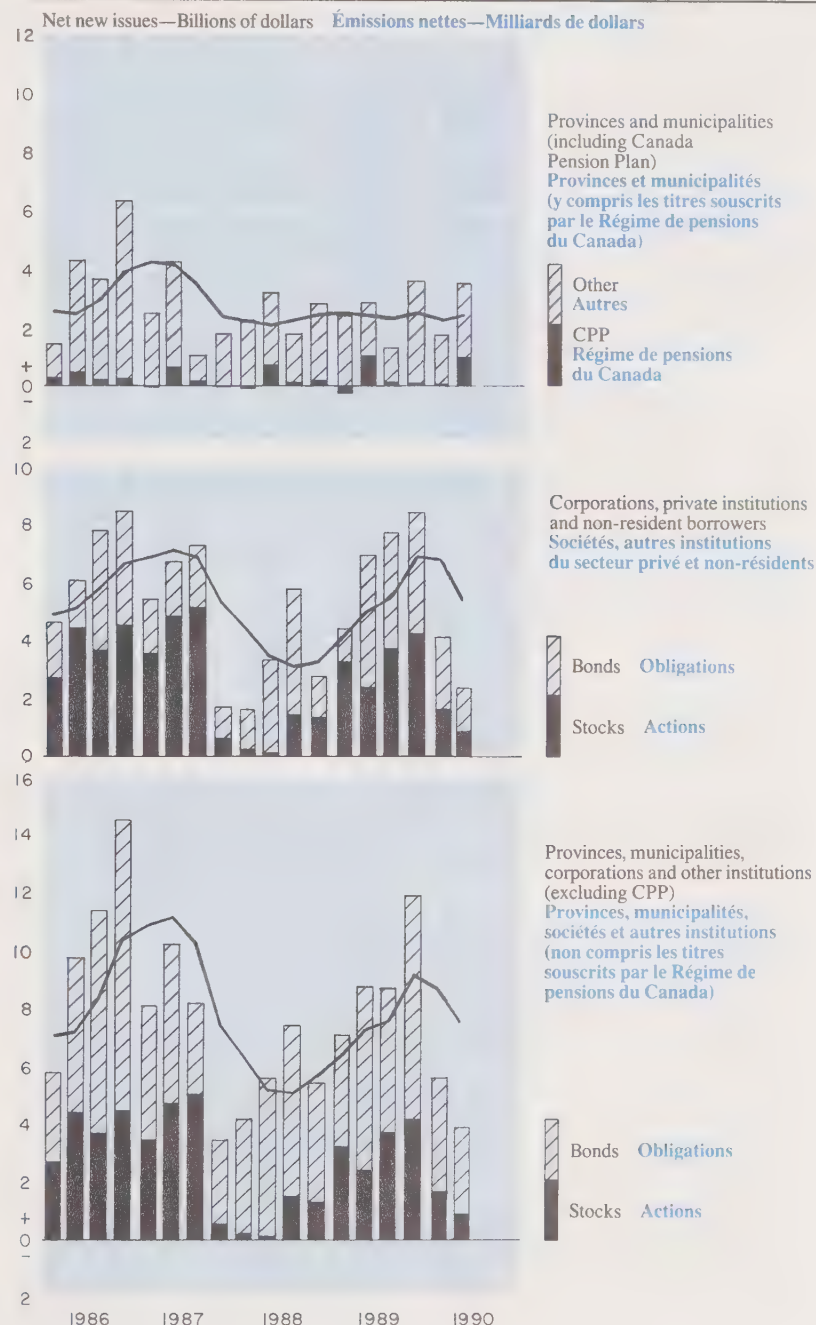 Net new issues—Billions of dollars Émissions nettes—Milliards de dollars
12
10
8
6
4
2
+
0
−
2
Provinces and municipalities
(including Canada
Pension Plan)
Provinces et municipalités
(y compris les titres souscrits
par le Régime de pensions
du Canada)
Other
Autres
CPP
Régime de pensions
du Canada
10
8
6
4
2
0
Corporations, private institutions
and non-resident borrowers
Sociétés, autres institutions
du secteur privé et non-résidents
Bonds Obligations
Stocks Actions
16
14
12
10
8
6
4
2
+
0
−
2
Provinces, municipalities,
corporations and other institutions
(excluding CPP)
Provinces, municipalités,
sociétés et autres institutions
(non compris les titres
souscrits par le Régime de
pensions du Canada)
Bonds Obligations
Stocks Actions
1986 1987 1988 1989 1990